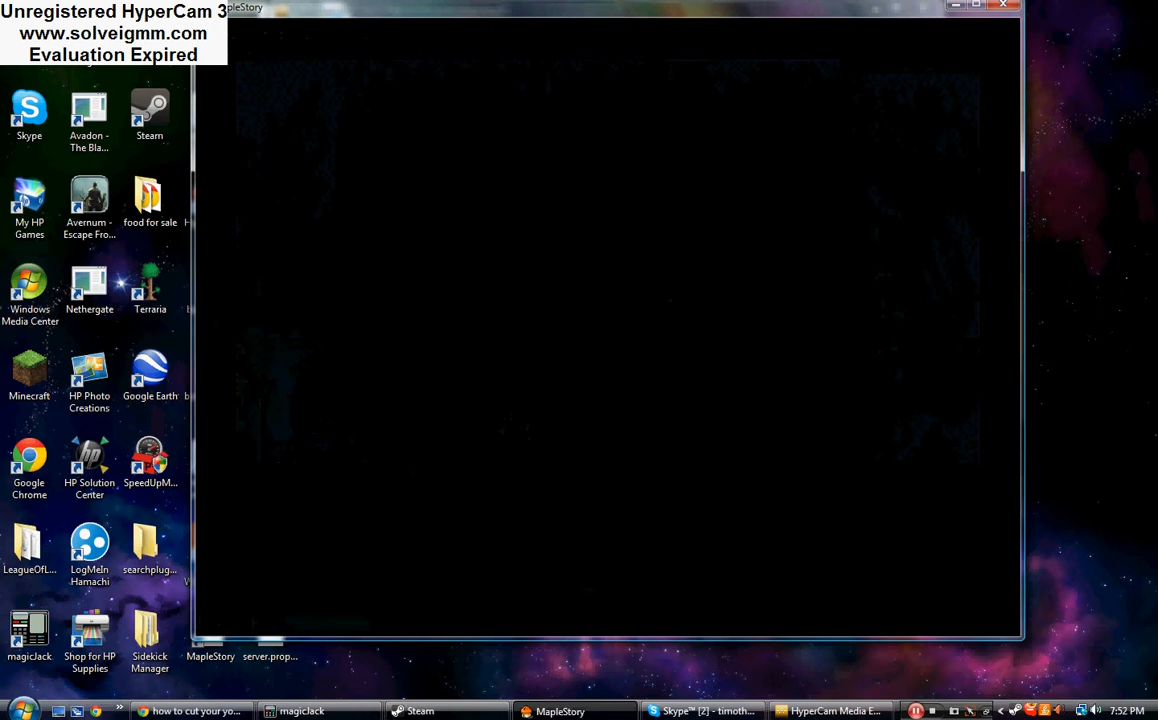 Unregistered HyperCam 3
www.solveigmm.com
Evaluation Expired
pleStory
Skype
Avadon -
The Bla...
Steam
My HP
Games
Avernum -
Escape Fro...
food for sale
Windows
Media Center
Nethergate
Terraria
Minecraft
HP Photo
Creations
Google Earth
Google
Chrome
HP Solution
Center
SpeedUpM...
LeagueOfL...
LogMeIn
Hamachi
searchplug...
magicJack
Shop for HP
Supplies
Sidekick
Manager
MapleStory
server.prop...
how to cut your yo...
magicJack
Steam
MapleStory
Skype™ [2] - timoth...
HyperCam Media E...
7:52 PM